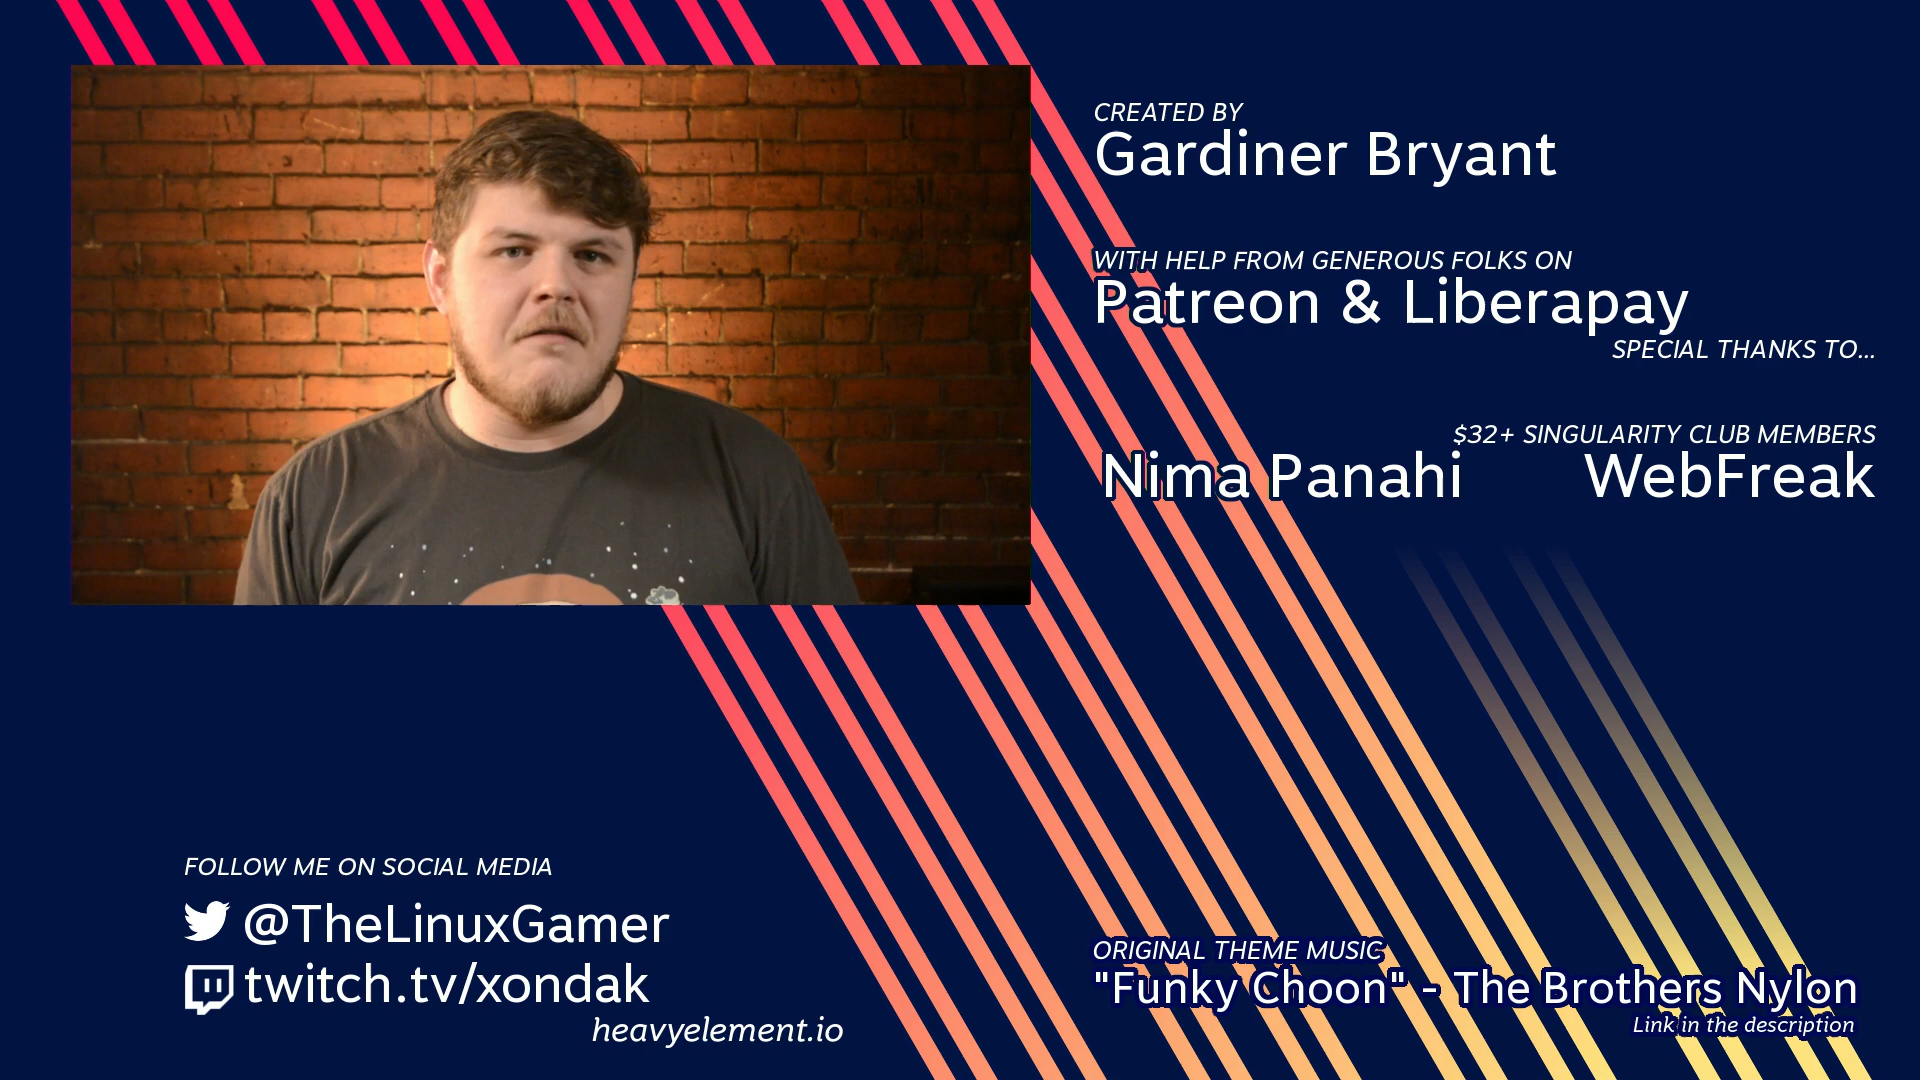 CREATED BY
Gardiner Bryant
WITH HELP FROM GENEROUS FOLKS ON
Patreon & Liberapay
SPECIAL THANKS TO...
$32+ SINGULARITY CLUB MEMBERS
Nima Panahi WebFreak
FOLLOW ME ON SOCIAL MEDIA
@TheLinuxGamer
twitch.tv/xondak
heavyelement.io
ORIGINAL THEME MUSIC
"Funky Choon" - The Brothers Nylon
Link in the description